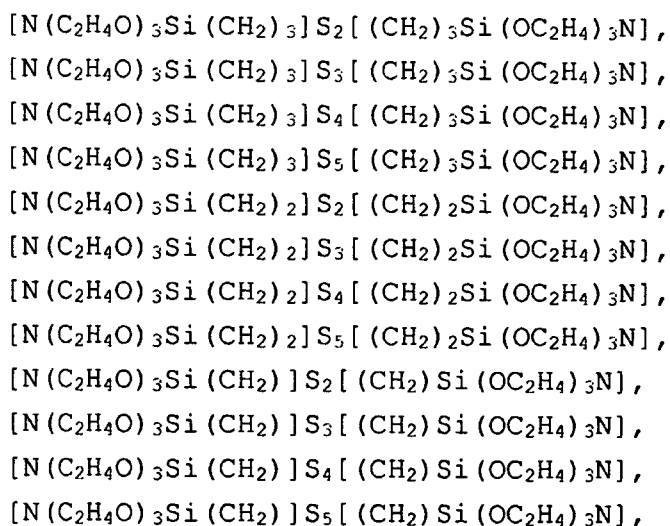 [N(C₂H₄O)₃Si(CH₂)₃]S₂[(CH₂)₃Si(OC₂H₄)₃N],
[N(C₂H₄O)₃Si(CH₂)₃]S₃[(CH₂)₃Si(OC₂H₄)₃N],
[N(C₂H₄O)₃Si(CH₂)₃]S₄[(CH₂)₃Si(OC₂H₄)₃N],
[N(C₂H₄O)₃Si(CH₂)₃]S₅[(CH₂)₃Si(OC₂H₄)₃N],
[N(C₂H₄O)₃Si(CH₂)₂]S₂[(CH₂)₂Si(OC₂H₄)₃N],
[N(C₂H₄O)₃Si(CH₂)₂]S₃[(CH₂)₂Si(OC₂H₄)₃N],
[N(C₂H₄O)₃Si(CH₂)₂]S₄[(CH₂)₂Si(OC₂H₄)₃N],
[N(C₂H₄O)₃Si(CH₂)₂]S₅[(CH₂)₂Si(OC₂H₄)₃N],
[N(C₂H₄O)₃Si(CH₂)]S₂[(CH₂)Si(OC₂H₄)₃N],
[N(C₂H₄O)₃Si(CH₂)]S₃[(CH₂)Si(OC₂H₄)₃N],
[N(C₂H₄O)₃Si(CH₂)]S₄[(CH₂)Si(OC₂H₄)₃N],
[N(C₂H₄O)₃Si(CH₂)]S₅[(CH₂)Si(OC₂H₄)₃N],